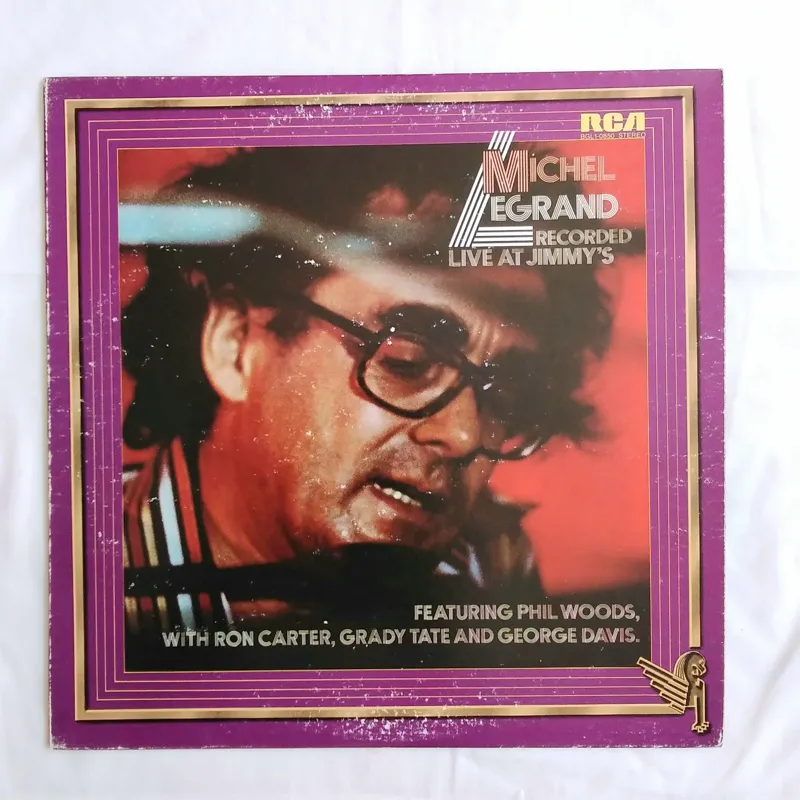 RCA
BGL1-0850 STEREO
MICHEL
LEGRAND
RECORDED
LIVE AT JIMMY'S
FEATURING PHIL WOODS,
WITH RON CARTER, GRADY TATE AND GEORGE DAVIS.